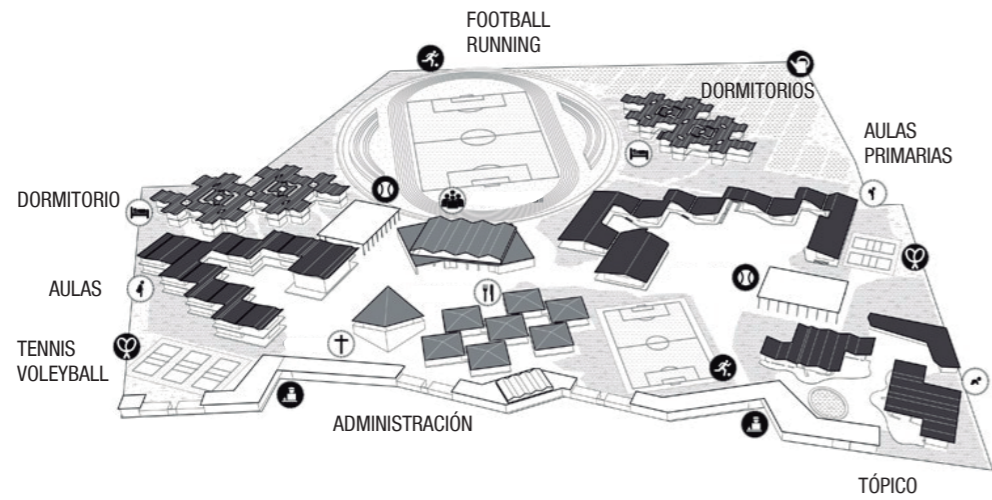 FOOTBALL
RUNNING
DORMITORIOS
AULAS
PRIMARIAS
DORMITORIO
AULAS
TENNIS
VOLEYBALL
ADMINISTRACIÓN
TÓPICO